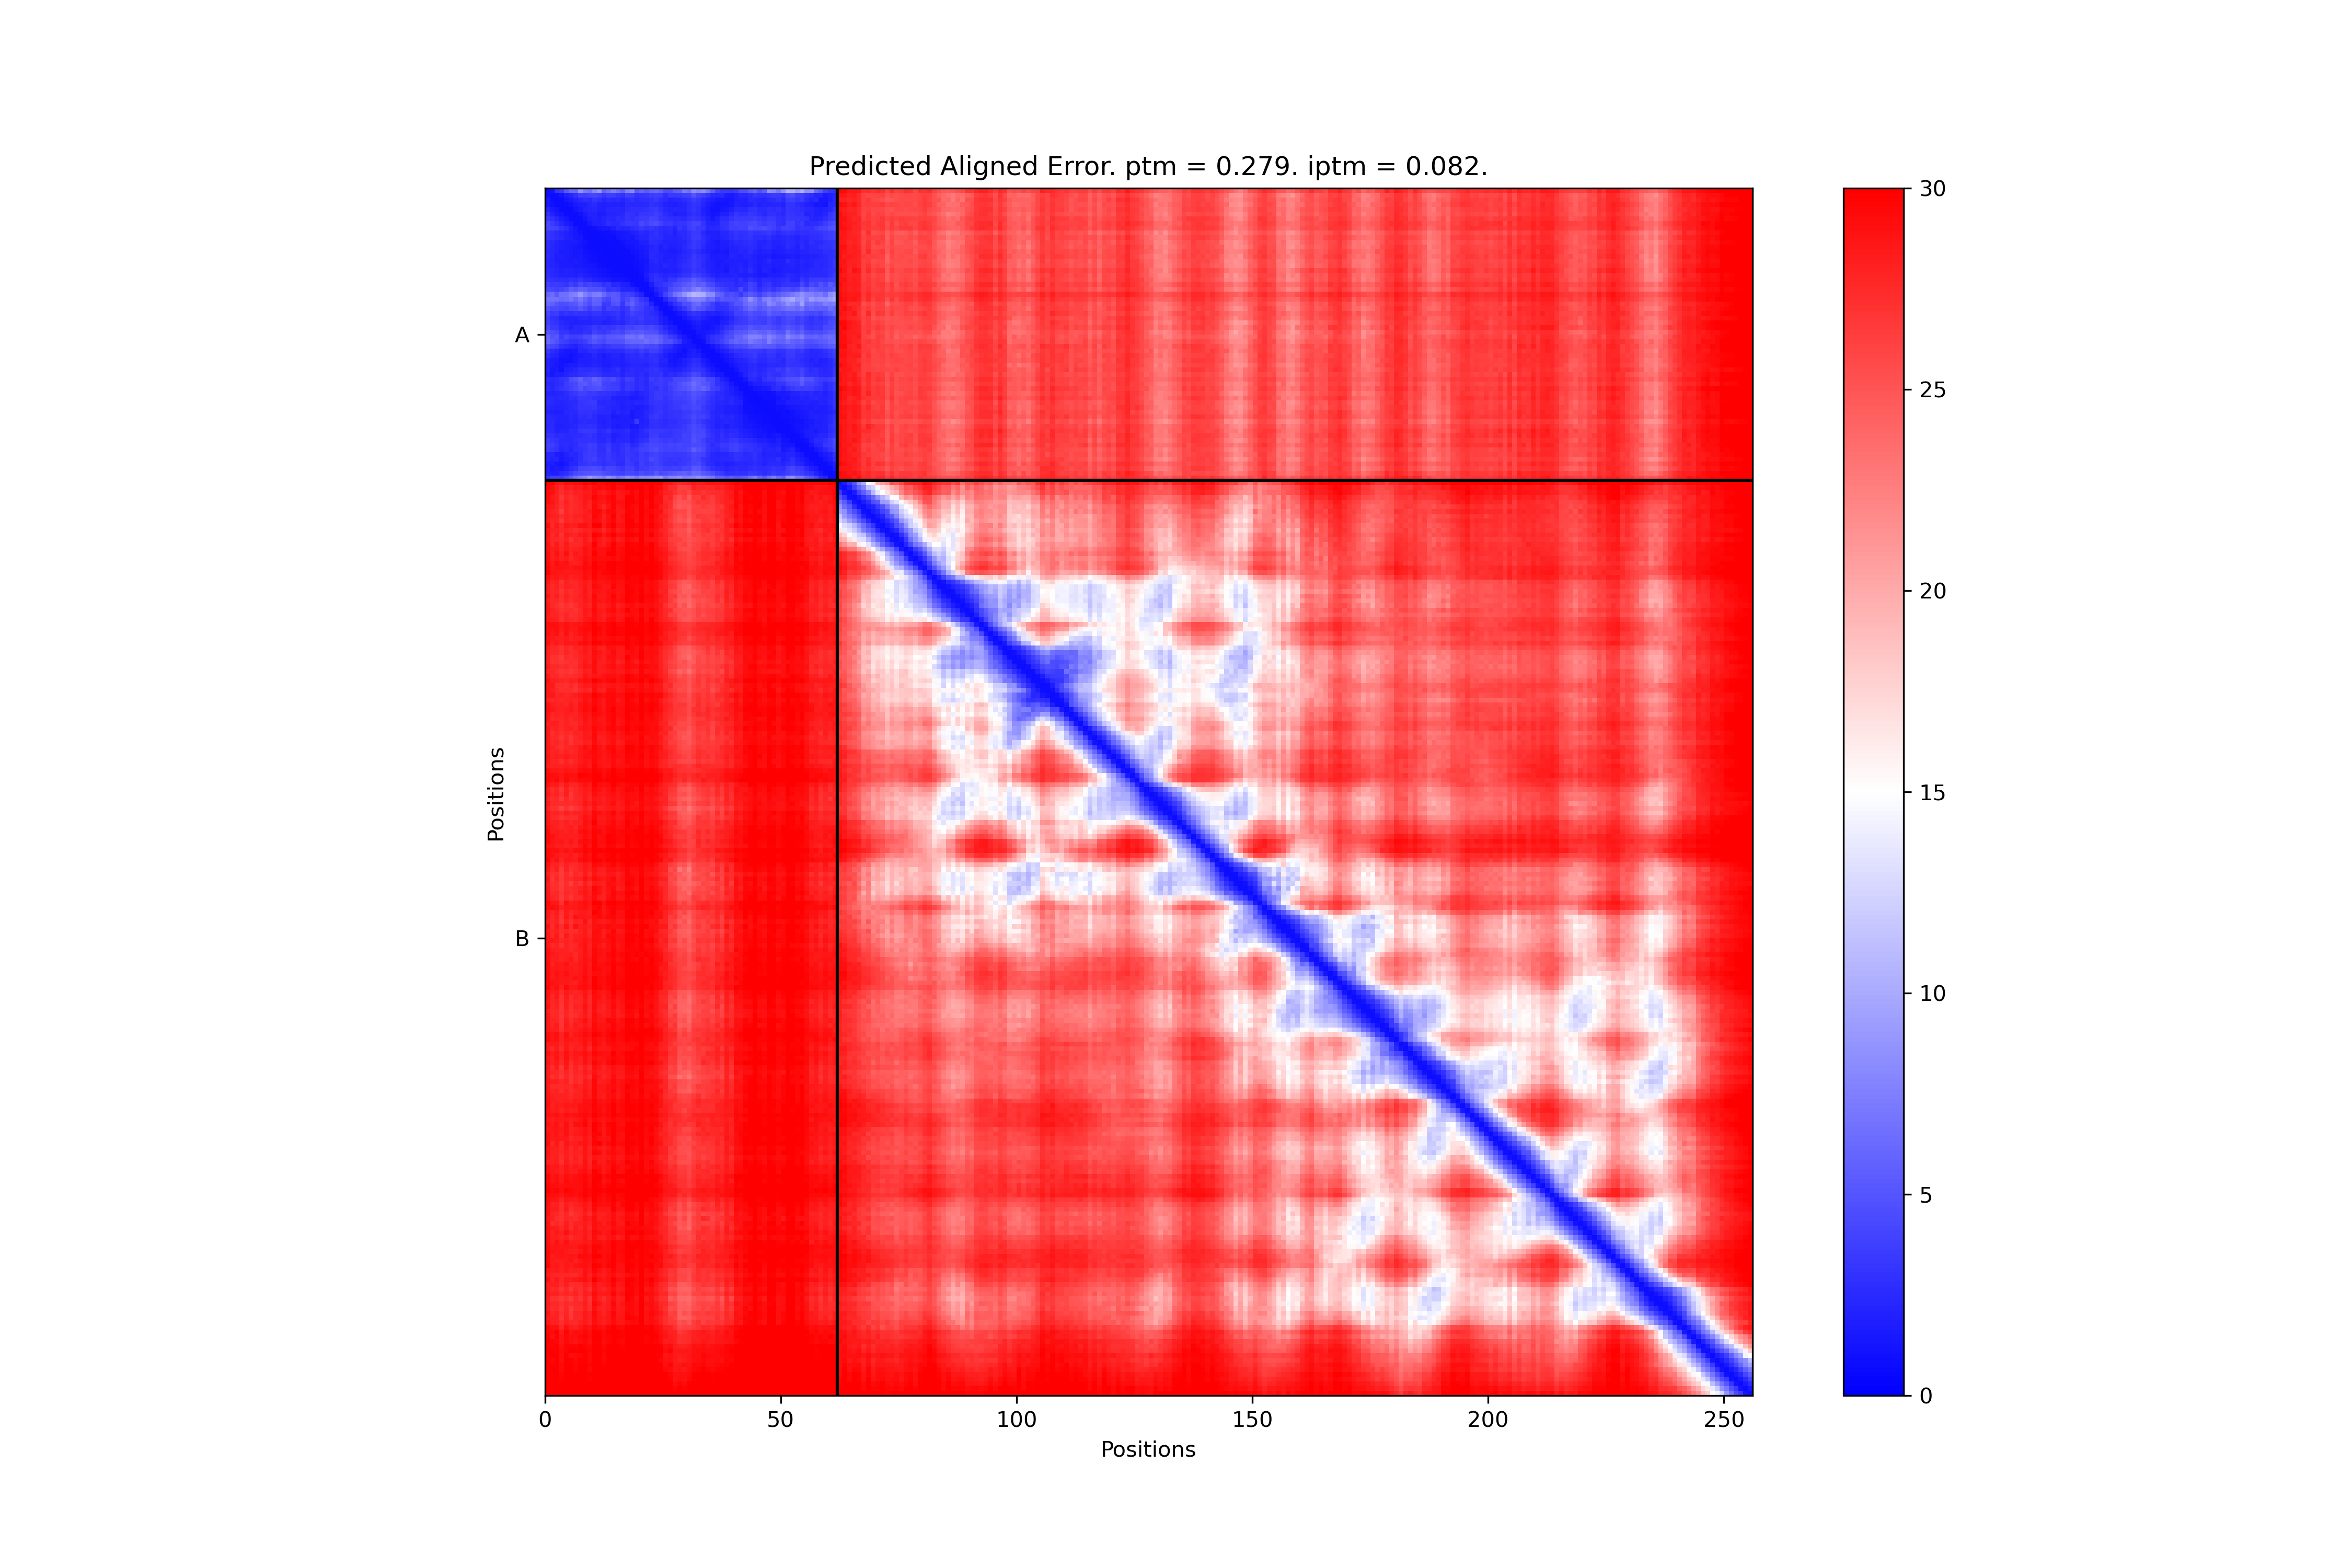 Predicted Aligned Error. ptm = 0.279. iptm = 0.082.
A
B
Positions
0 50 100 150 200 250
Positions
30
25
20
15
10
5
0